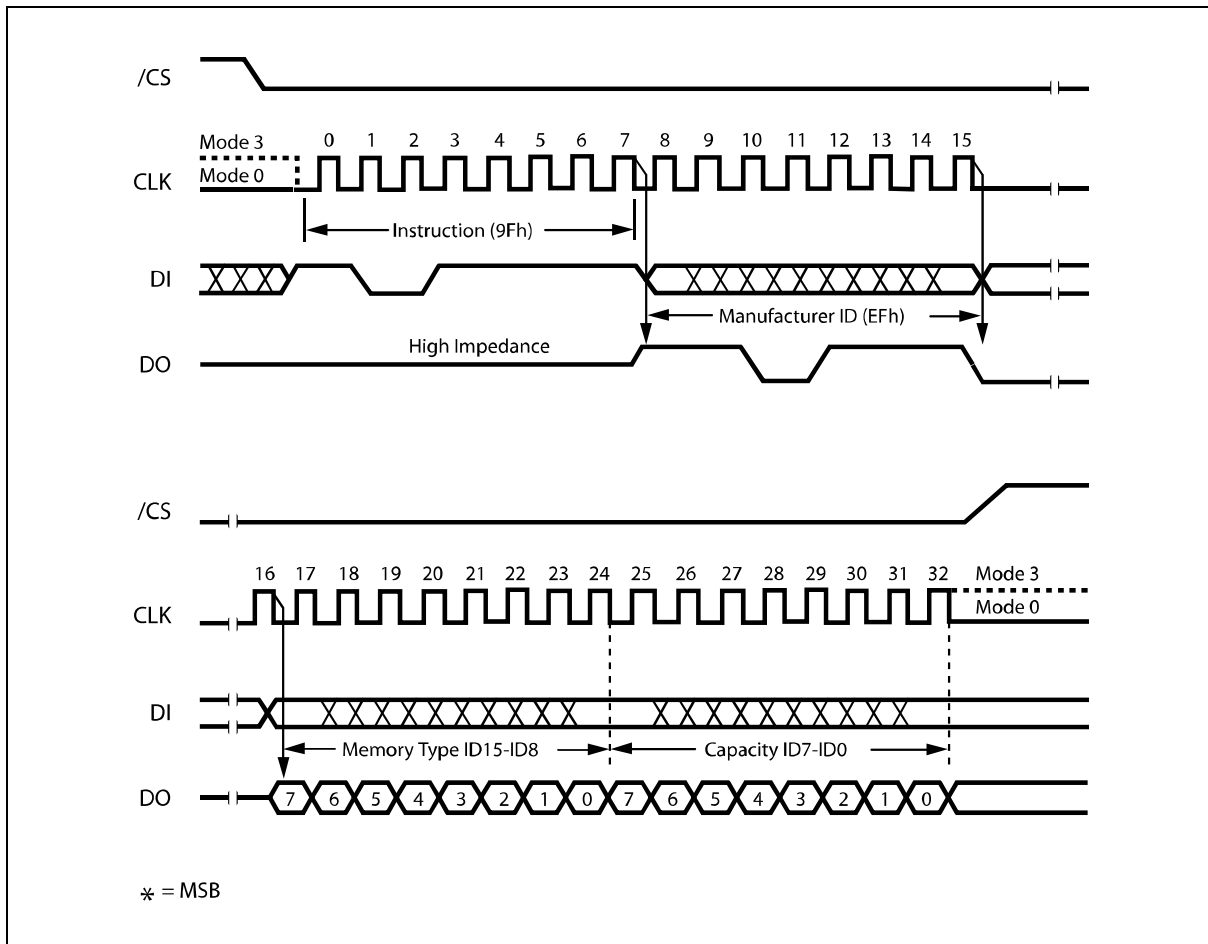 /CS
Mode 3
0 1 2 3 4 5 6 7 8 9 10 11 12 13 14 15
CLK
Mode 0
Instruction (9Fh)
DI
Manufacturer ID (EFh)
High Impedance
DO
/CS
16 17 18 19 20 21 22 23 24 25 26 27 28 29 30 31 32
Mode 3
CLK
Mode 0
DI
Memory Type ID15-ID8
Capacity ID7-ID0
DO
7 6 5 4 3 2 1 0 7 6 5 4 3 2 1 0
* = MSB